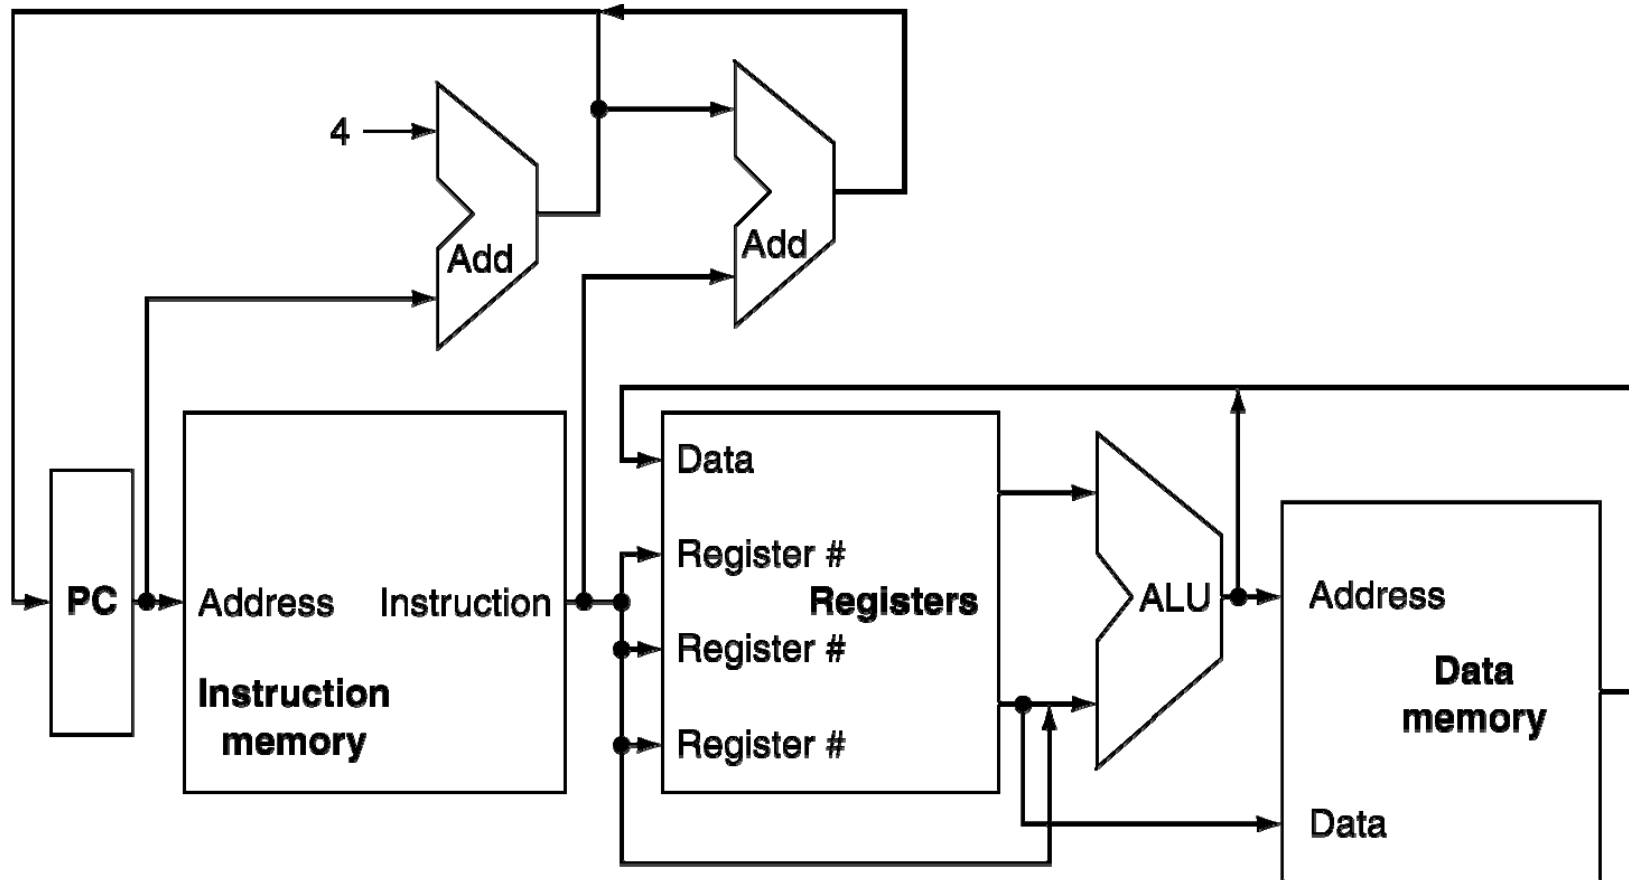 4
Add
Add
Data
Register #
PC
Address
Instruction
Registers
ALU
Address
Register #
Instruction
memory
Data
memory
Register #
Data